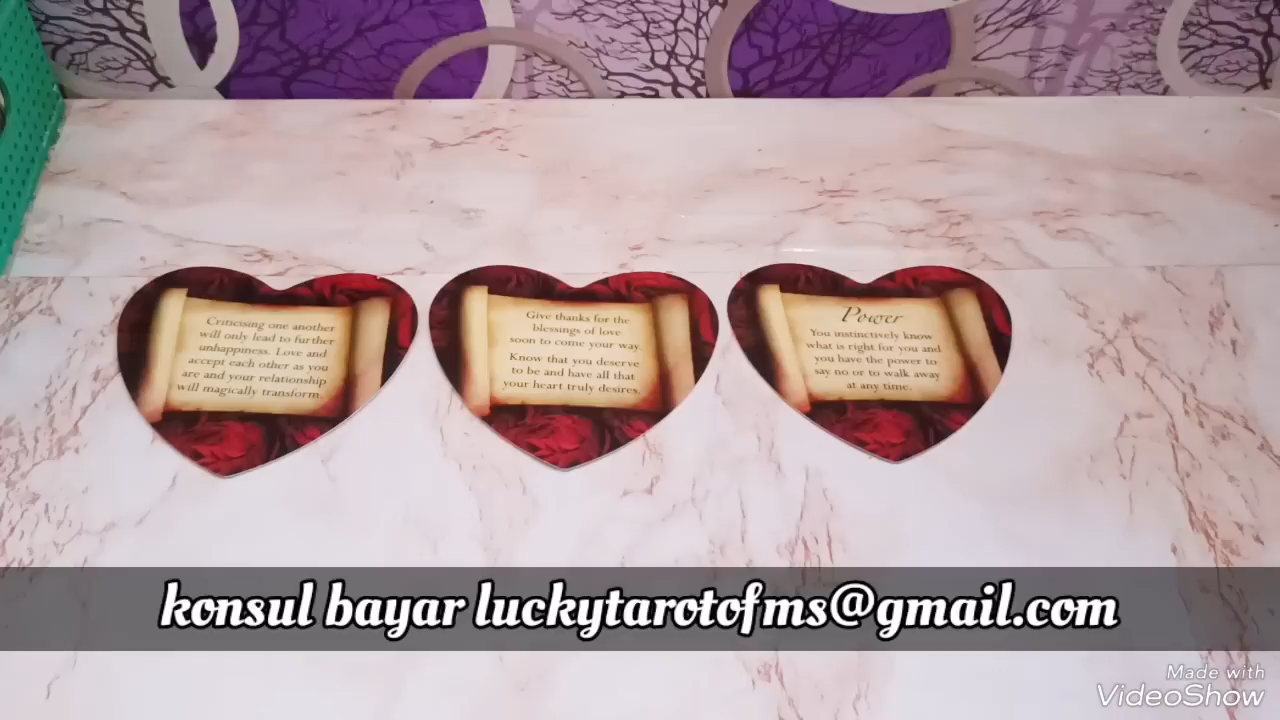 Criticising one another
will only lead to further
unhappiness. Love and
accept each other as you
are and your relationship
will magically transform.
Give thanks for the
blessings of love
soon to come your way.
Know that you deserve
to be and have all that
your heart truly desires.
Power
You instinctively know
what is right for you and
you have the power to
say no or to walk away
at any time.
konsul bayar luckytarotofms@gmail.com
Made with
VideoShow